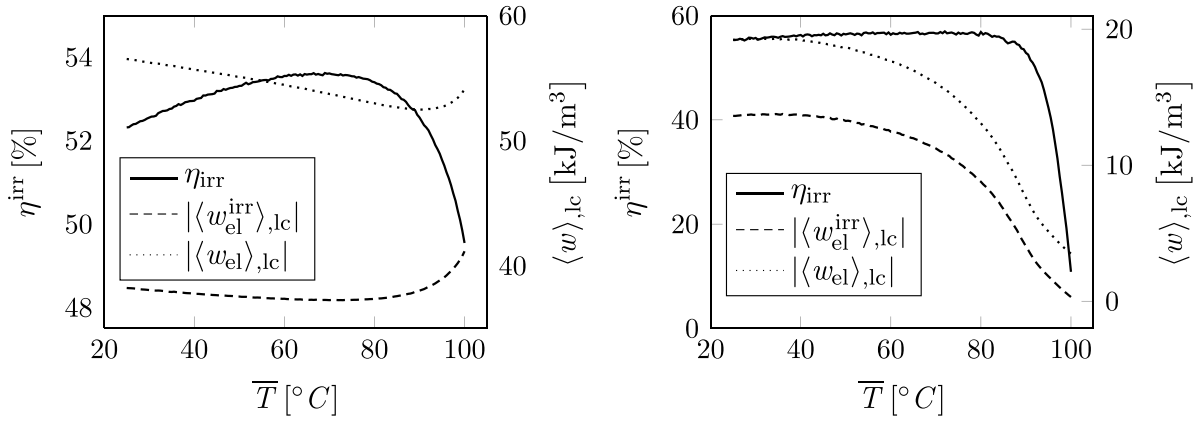 60
54
52
50
48
60
50
40
η^irr [%]
⟨w⟩,lc [kJ/m³]
η_irr
|⟨w_el^irr⟩,lc|
|⟨w_el⟩,lc|
20 40 60 80 100
T̅ [° C]
60
40
20
0
20
10
0
η^irr [%]
⟨w⟩,lc [kJ/m³]
η_irr
|⟨w_el^irr⟩,lc|
|⟨w_el⟩,lc|
20 40 60 80 100
T̅ [° C]